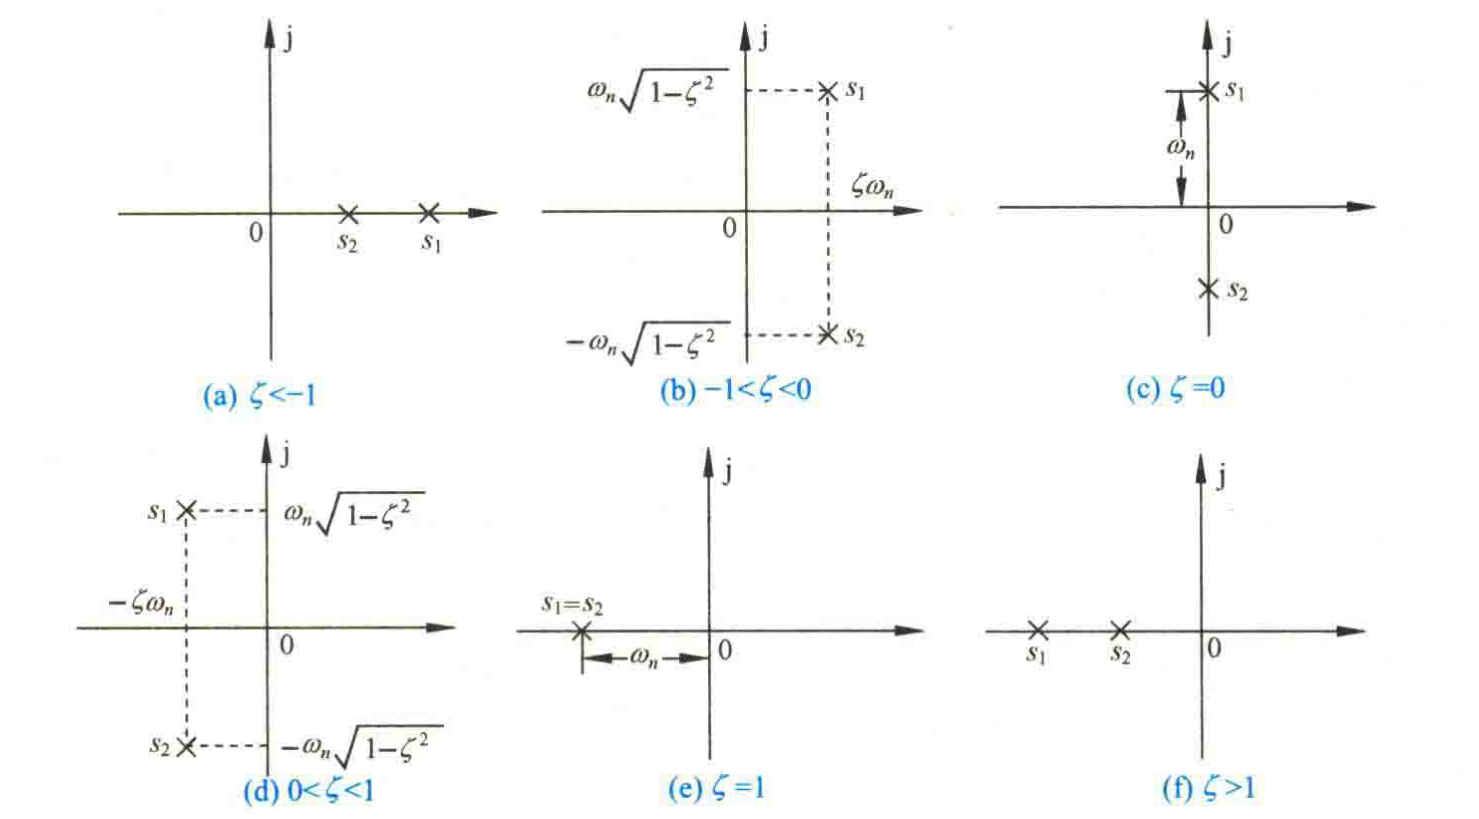 j
0
s₂
s₁
(a) ζ<−1
j
ωₙ√1−ζ²
s₁
ζωₙ
0
−ωₙ√1−ζ²
s₂
(b) −1<ζ<0
j
s₁
ωₙ
0
s₂
(c) ζ=0
j
s₁
ωₙ√1−ζ²
−ζωₙ
0
s₂
−ωₙ√1−ζ²
(d) 0<ζ<1
j
s₁=s₂
ωₙ
0
(e) ζ=1
j
s₁
s₂
0
(f) ζ>1